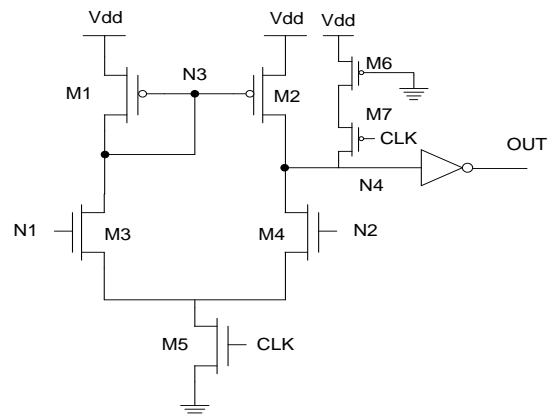 Vdd Vdd Vdd
N3 M6
M1 M2
M7
CLK
OUT
N4
N1 M3 M4 N2
M5 CLK